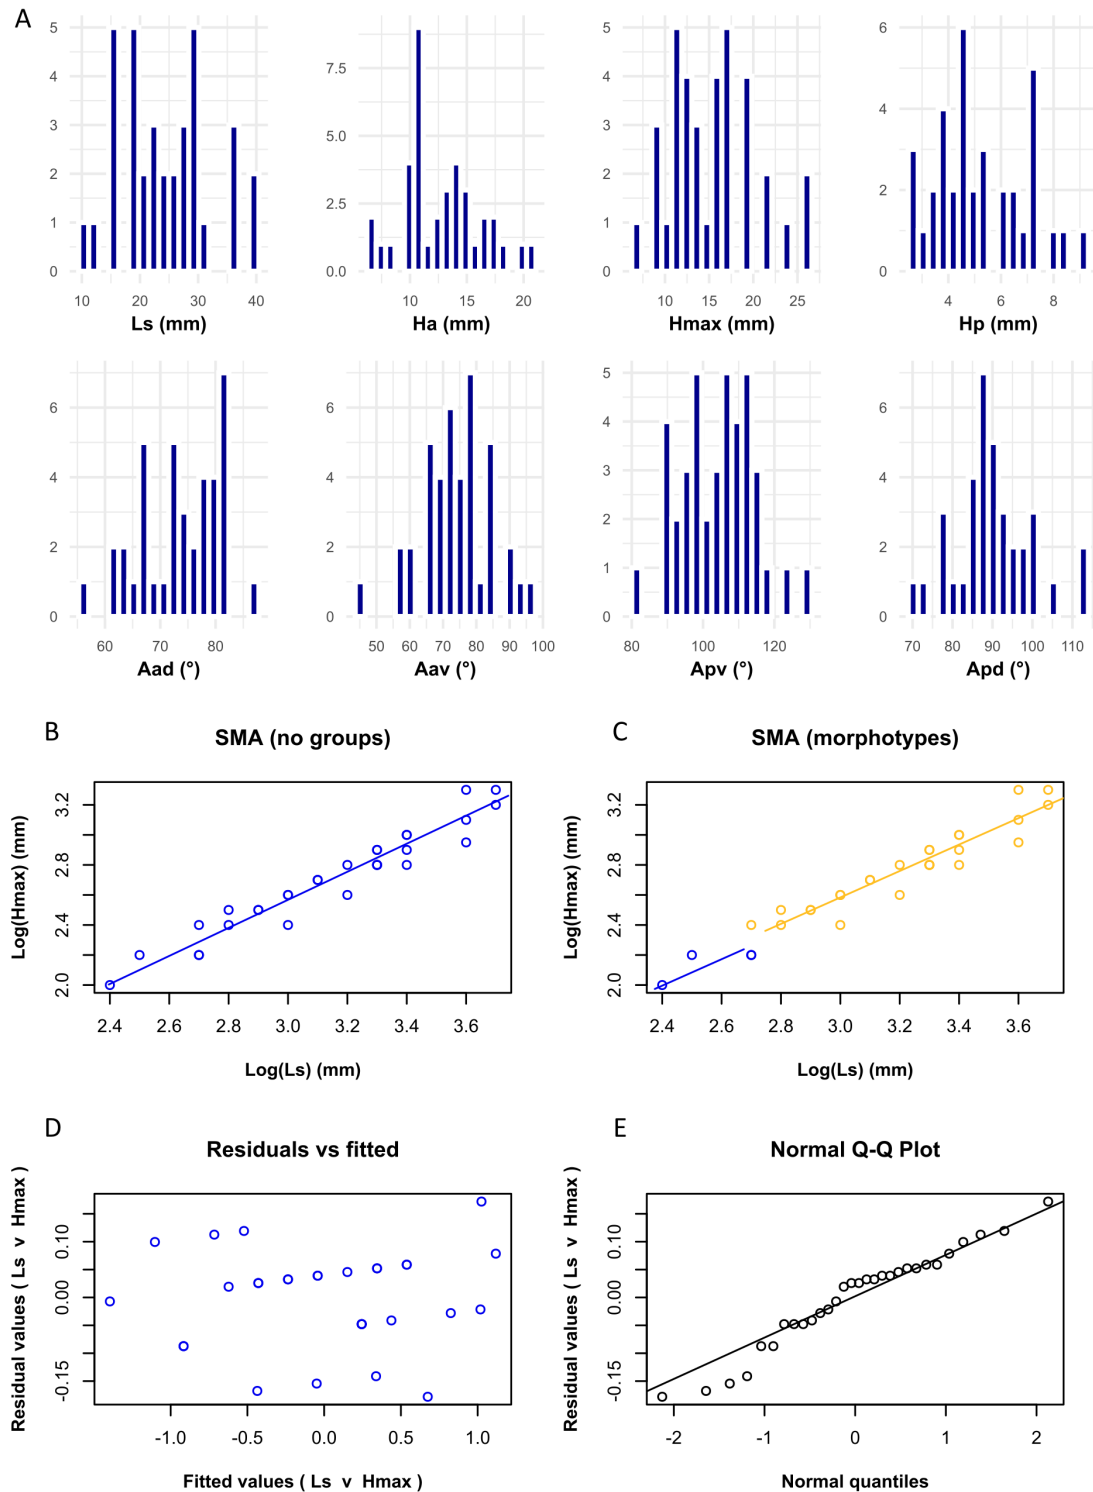 A
5
4
3
2
1
0
10 20 30 40
Ls (mm)
7.5
5.0
2.5
0.0
10 15 20
Ha (mm)
5
4
3
2
1
0
10 15 20 25
Hmax (mm)
6
4
2
0
4 6 8
Hp (mm)
6
4
2
0
60 70 80
Aad (°)
6
4
2
0
50 60 70 80 90 100
Aav (°)
5
4
3
2
1
0
80 100 120
Apv (°)
6
4
2
0
70 80 90 100 110
Apd (°)
B
SMA (no groups)
Log(Hmax) (mm)
3.2
2.8
2.4
2.0
2.4 2.6 2.8 3.0 3.2 3.4 3.6
Log(Ls) (mm)
C
SMA (morphotypes)
Log(Hmax) (mm)
3.2
2.8
2.4
2.0
2.4 2.6 2.8 3.0 3.2 3.4 3.6
Log(Ls) (mm)
D
Residuals vs fitted
Residual values ( Ls v Hmax )
0.10
0.00
-0.15
-1.0 -0.5 0.0 0.5 1.0
Fitted values ( Ls v Hmax )
E
Normal Q-Q Plot
Residual values ( Ls v Hmax )
0.10
0.00
-0.15
-2 -1 0 1 2
Normal quantiles